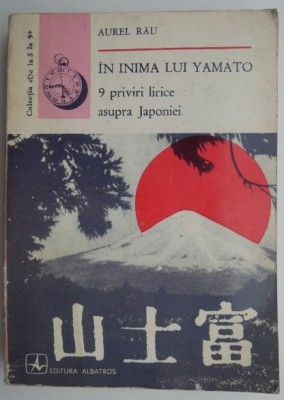 Colecția «De la 5 la 9»
AUREL RĂU
ÎN INIMA LUI YAMATO
9 priviri lirice
asupra Japoniei
山士富
EDITURA ALBATROS